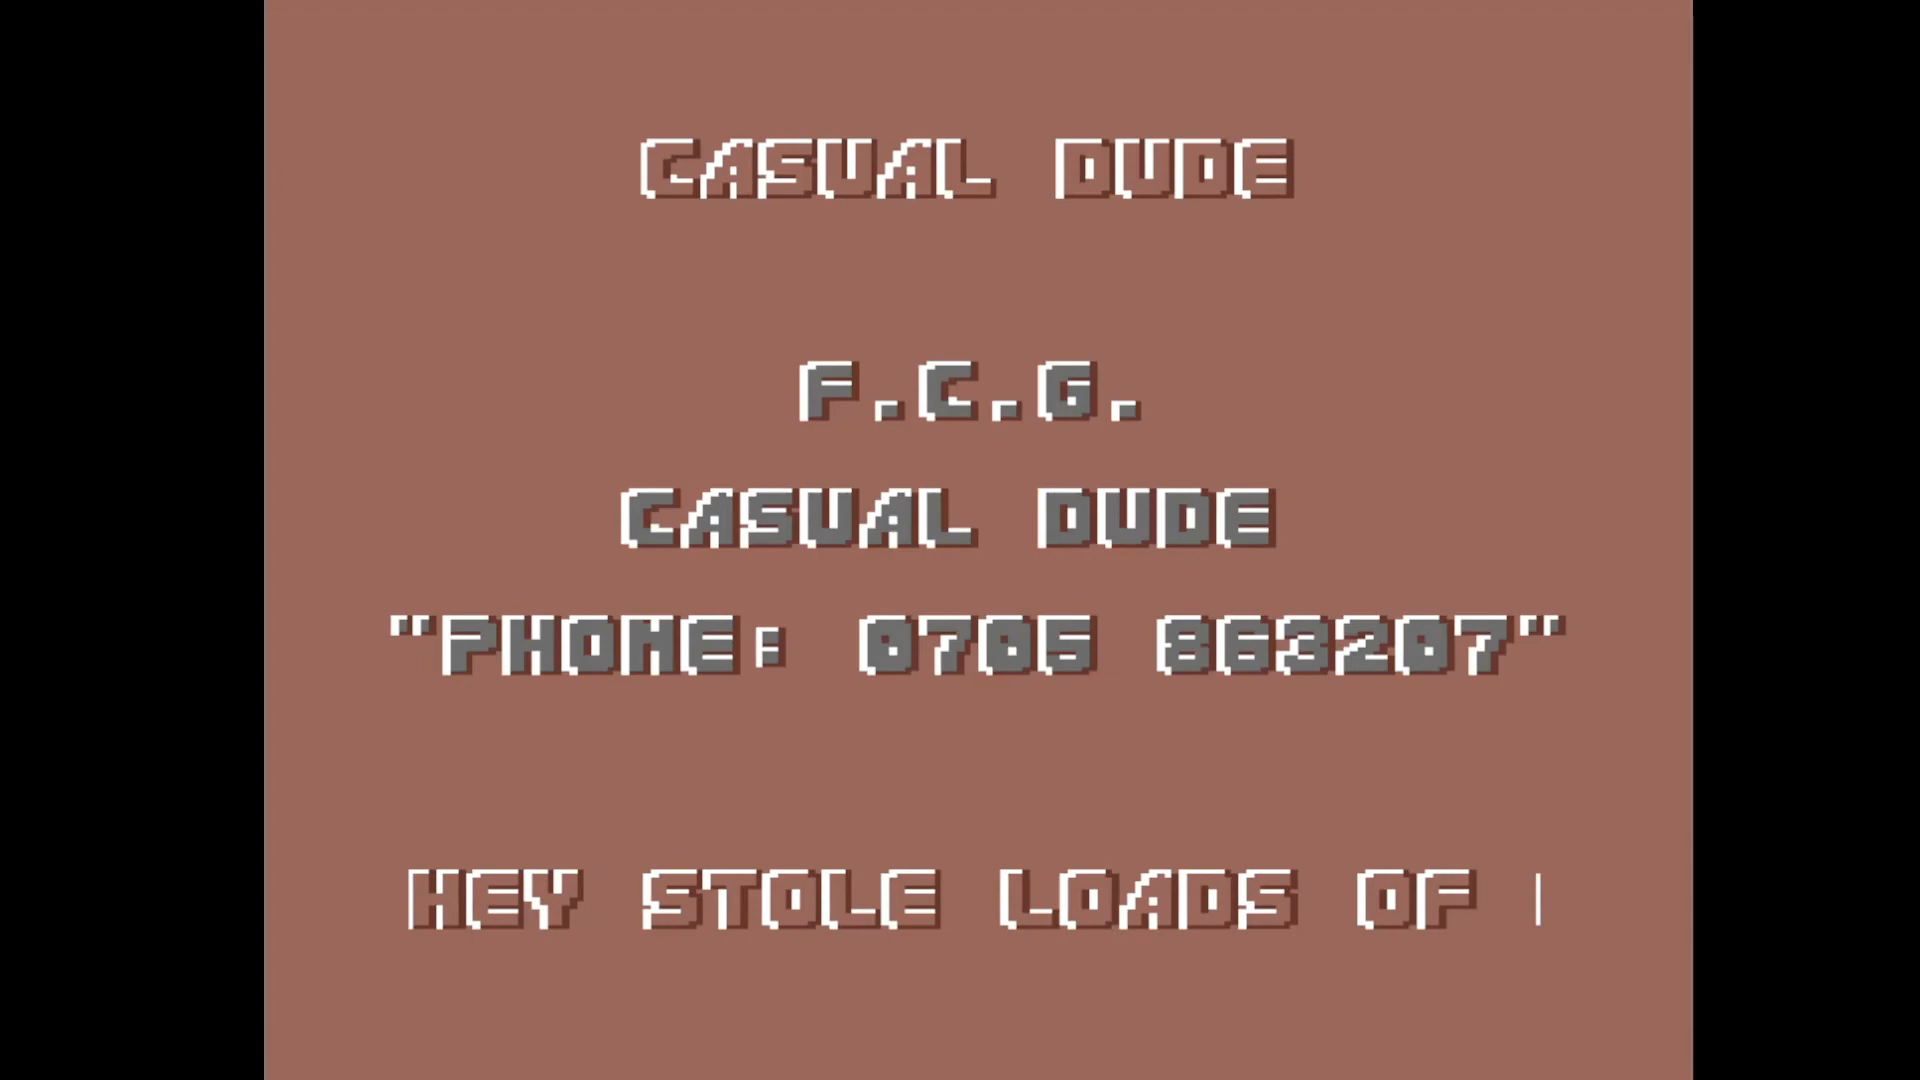 CASUAL DUDE
F.C.G.
CASUAL DUDE
"PHONE: 0705 863207"
HEY STOLE LOADS OF